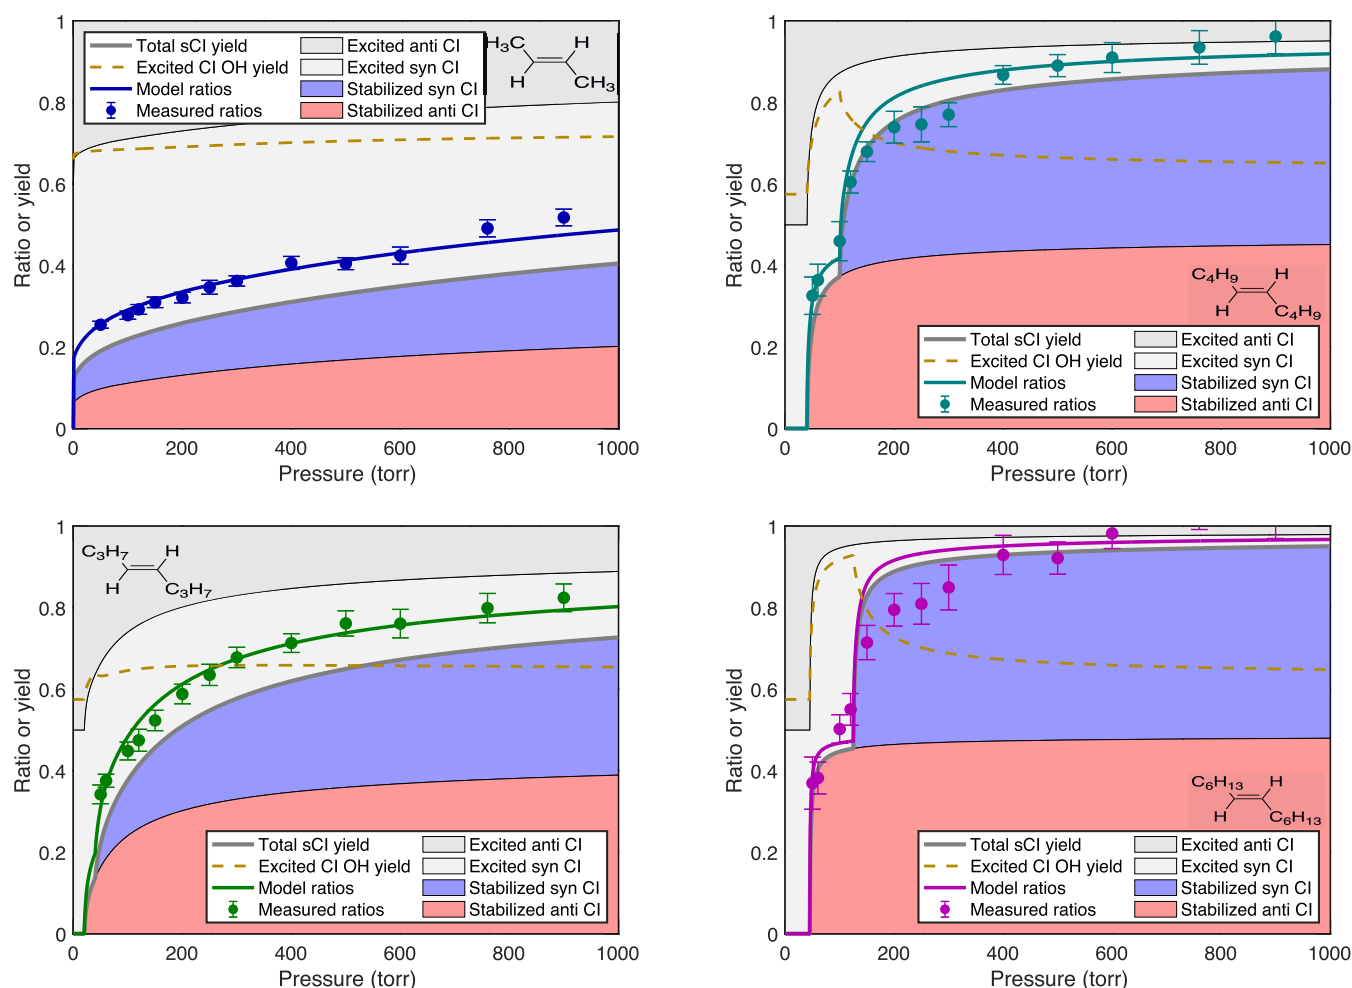 1
0.8
0.6
0.4
0.2
0
Ratio or yield
0 200 400 600 800 1000
Pressure (torr)
Total sCI yield
Excited CI OH yield
Model ratios
Measured ratios
Excited anti CI
Excited syn CI
Stabilized syn CI
Stabilized anti CI
H₃C H
H CH₃
1
0.8
0.6
0.4
0.2
0
Ratio or yield
0 200 400 600 800 1000
Pressure (torr)
C₄H₉ H
H C₄H₉
Total sCI yield
Excited CI OH yield
Model ratios
Measured ratios
Excited anti CI
Excited syn CI
Stabilized syn CI
Stabilized anti CI
1
0.8
0.6
0.4
0.2
0
Ratio or yield
0 200 400 600 800 1000
Pressure (torr)
C₃H₇ H
H C₃H₇
Total sCI yield
Excited CI OH yield
Model ratios
Measured ratios
Excited anti CI
Excited syn CI
Stabilized syn CI
Stabilized anti CI
1
0.8
0.6
0.4
0.2
0
Ratio or yield
0 200 400 600 800 1000
Pressure (torr)
C₆H₁₃ H
H C₆H₁₃
Total sCI yield
Excited CI OH yield
Model ratios
Measured ratios
Excited anti CI
Excited syn CI
Stabilized syn CI
Stabilized anti CI